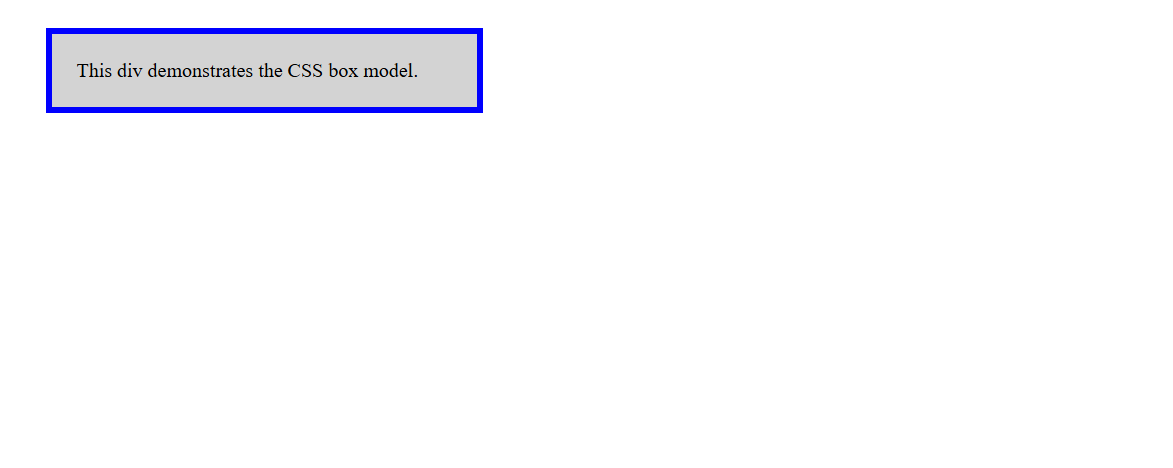 This div demonstrates the CSS box model.